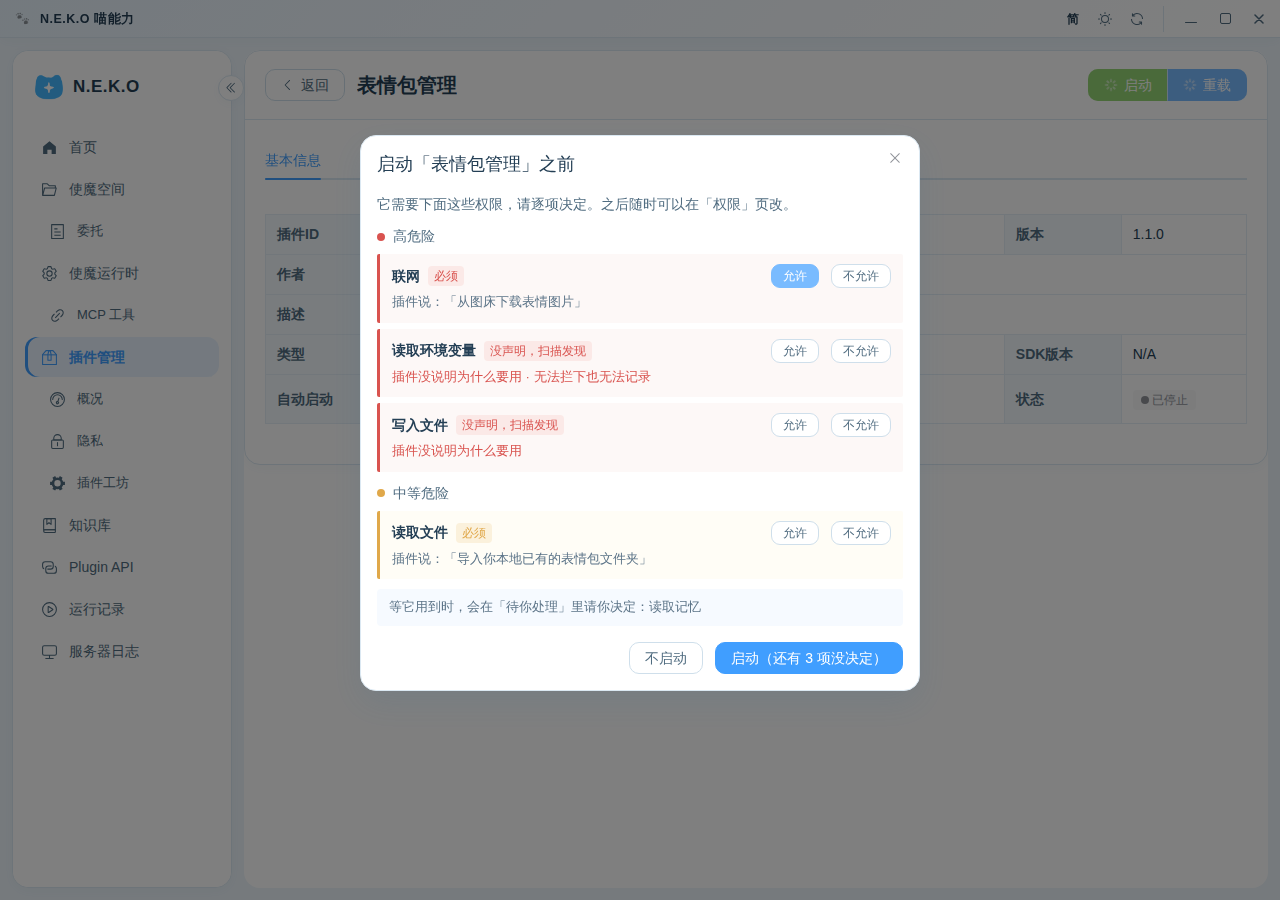 N.E.K.O 喵能力
简
N.E.K.O
返回
表情包管理
启动
重载
首页
使魔空间
委托
使魔运行时
MCP 工具
插件管理
概况
隐私
插件工坊
知识库
Plugin API
运行记录
服务器日志
基本信息
插件ID
版本
1.1.0
作者
描述
类型
SDK版本
N/A
自动启动
状态
已停止
启动「表情包管理」之前
它需要下面这些权限，请逐项决定。之后随时可以在「权限」页改。
高危险
联网 必须 允许 不允许
插件说：「从图床下载表情图片」
读取环境变量 没声明，扫描发现 允许 不允许
插件没说明为什么要用 · 无法拦下也无法记录
写入文件 没声明，扫描发现 允许 不允许
插件没说明为什么要用
中等危险
读取文件 必须 允许 不允许
插件说：「导入你本地已有的表情包文件夹」
等它用到时，会在「待你处理」里请你决定：读取记忆
不启动
启动（还有 3 项没决定）